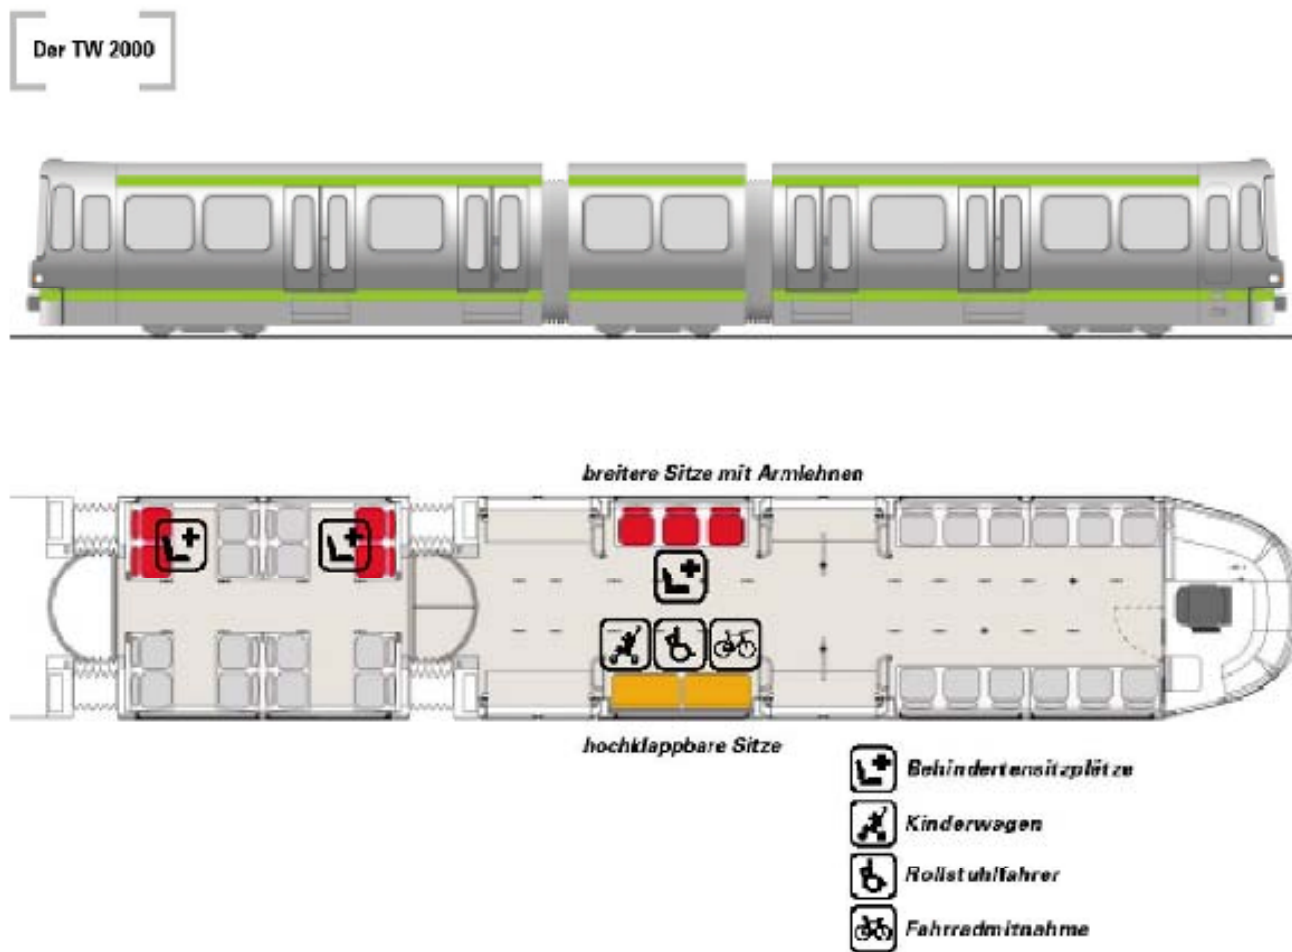 Der TW 2000
breitere Sitze mit Armlehnen
hochklappbare Sitze
Behindertensitzplätze
Kinderwagen
Rollstuhlfahrer
Fahrradmitnahme